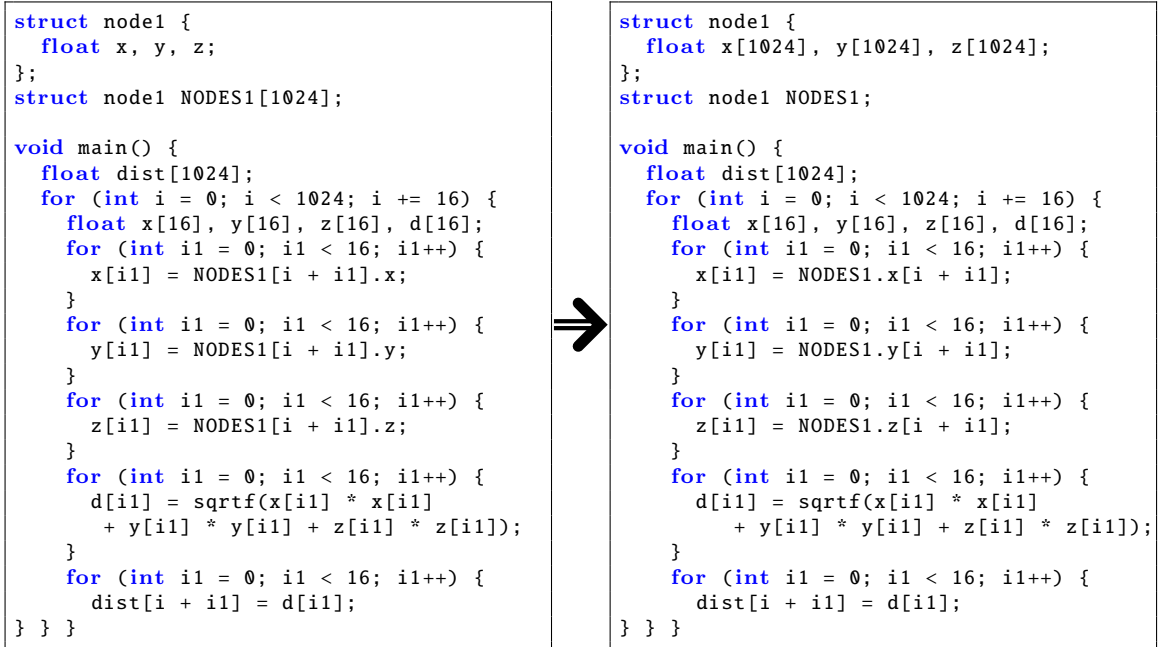 struct node1 {
  float x, y, z;
};
struct node1 NODES1[1024];

void main() {
  float dist[1024];
  for (int i = 0; i < 1024; i += 16) {
    float x[16], y[16], z[16], d[16];
    for (int i1 = 0; i1 < 16; i1++) {
      x[i1] = NODES1[i + i1].x;
    }
    for (int i1 = 0; i1 < 16; i1++) {
      y[i1] = NODES1[i + i1].y;
    }
    for (int i1 = 0; i1 < 16; i1++) {
      z[i1] = NODES1[i + i1].z;
    }
    for (int i1 = 0; i1 < 16; i1++) {
      d[i1] = sqrtf(x[i1] * x[i1]
       + y[i1] * y[i1] + z[i1] * z[i1]);
    }
    for (int i1 = 0; i1 < 16; i1++) {
      dist[i + i1] = d[i1];
} } }

struct node1 {
  float x[1024], y[1024], z[1024];
};
struct node1 NODES1;

void main() {
  float dist[1024];
  for (int i = 0; i < 1024; i += 16) {
    float x[16], y[16], z[16], d[16];
    for (int i1 = 0; i1 < 16; i1++) {
      x[i1] = NODES1.x[i + i1];
    }
    for (int i1 = 0; i1 < 16; i1++) {
      y[i1] = NODES1.y[i + i1];
    }
    for (int i1 = 0; i1 < 16; i1++) {
      z[i1] = NODES1.z[i + i1];
    }
    for (int i1 = 0; i1 < 16; i1++) {
      d[i1] = sqrtf(x[i1] * x[i1]
         + y[i1] * y[i1] + z[i1] * z[i1]);
    }
    for (int i1 = 0; i1 < 16; i1++) {
      dist[i + i1] = d[i1];
} } }